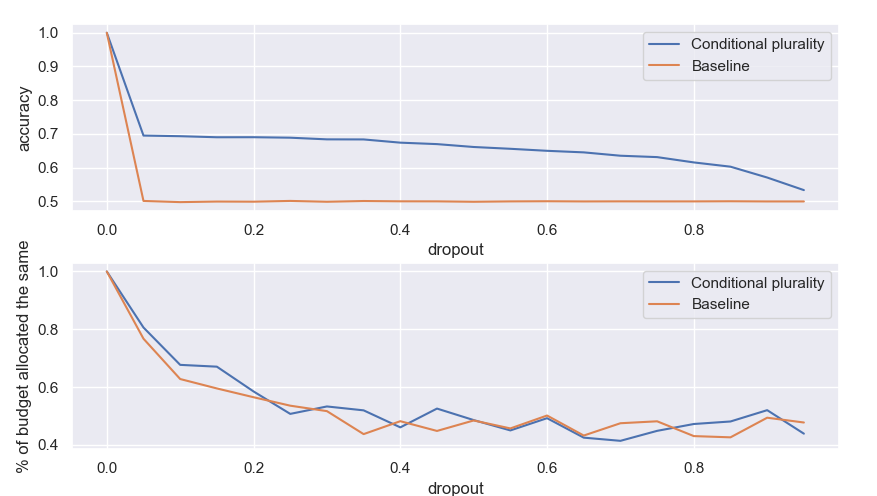 1.0
0.9
0.8
0.7
0.6
0.5
accuracy
Conditional plurality
Baseline
0.0 0.2 0.4 0.6 0.8
dropout
1.0
0.8
0.6
0.4
% of budget allocated the same
Conditional plurality
Baseline
0.0 0.2 0.4 0.6 0.8
dropout